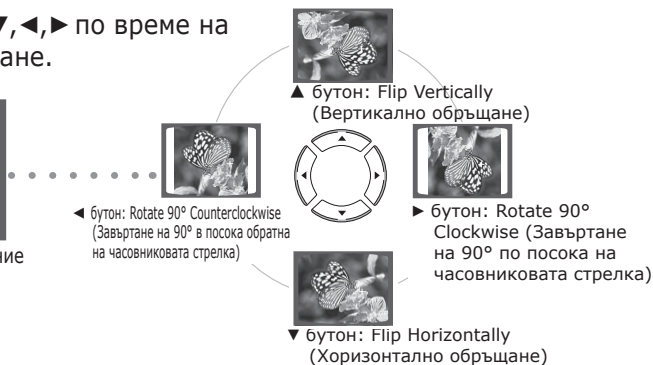 ▼,◄,► по време на
ане.
▲ бутон: Flip Vertically
(Вертикално обръщане)
◄ бутон: Rotate 90° Counterclockwise
(Завъртане на 90° в посока обратна
на часовниковата стрелка)
► бутон: Rotate 90°
Clockwise (Завъртане
на 90° по посока на
часовниковата стрелка)
ние
▼ бутон: Flip Horizontally
(Хоризонтално обръщане)